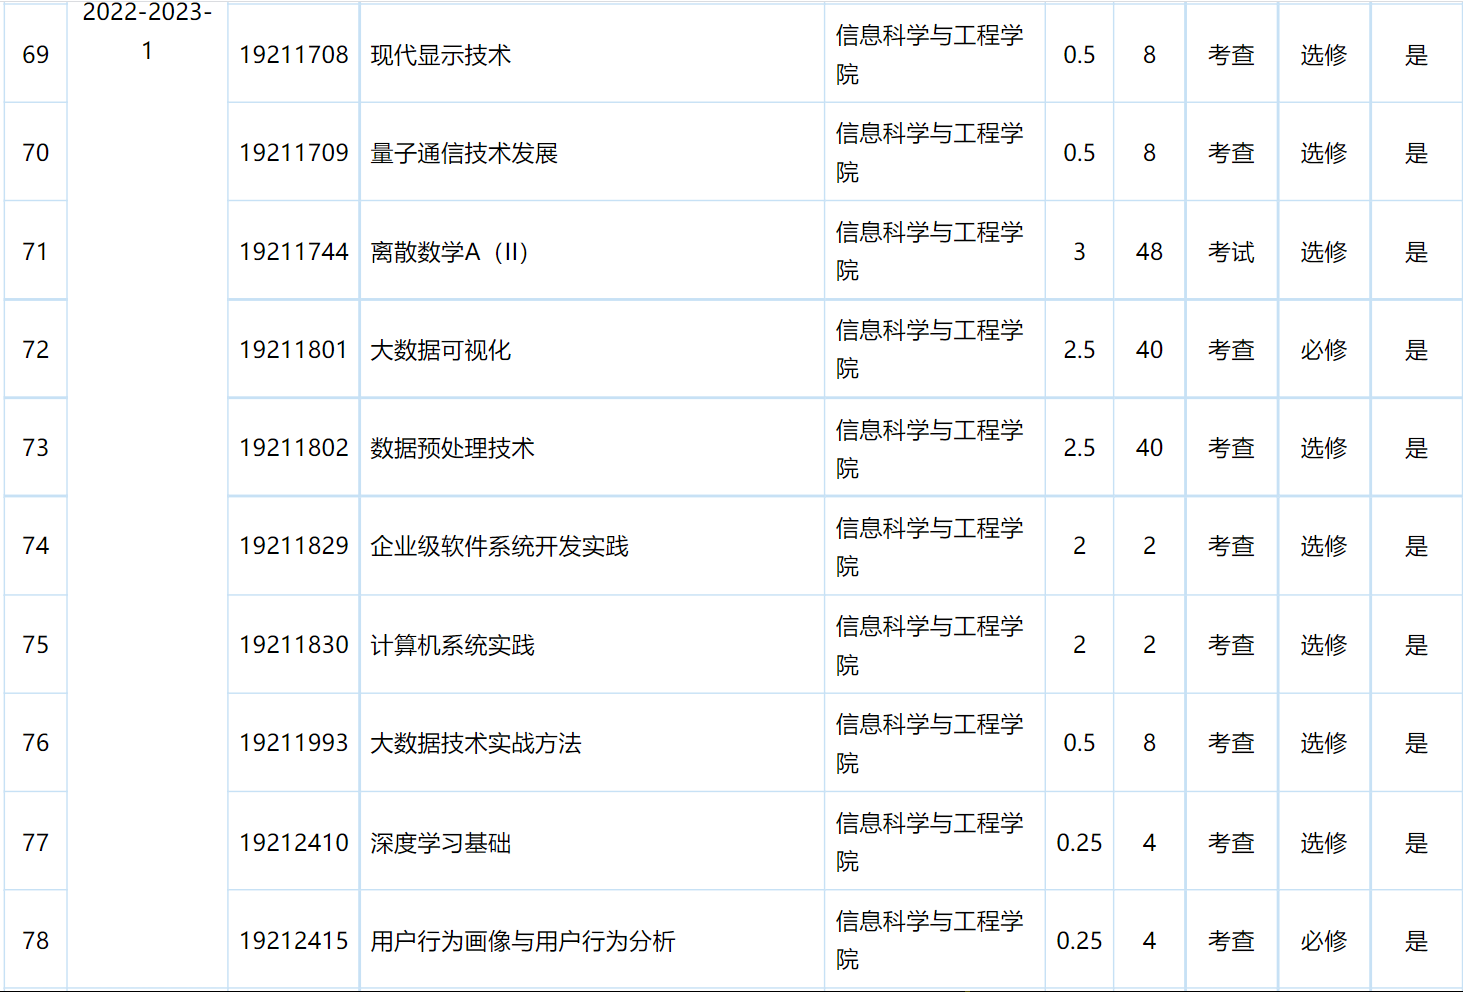 2022-2023-
1
69 19211708 现代显示技术 信息科学与工程学 0.5 8 考查 选修 是
院
70 19211709 量子通信技术发展 信息科学与工程学 0.5 8 考查 选修 是
院
71 19211744 离散数学A（II） 信息科学与工程学 3 48 考试 选修 是
院
72 19211801 大数据可视化 信息科学与工程学 2.5 40 考查 必修 是
院
73 19211802 数据预处理技术 信息科学与工程学 2.5 40 考查 选修 是
院
74 19211829 企业级软件系统开发实践 信息科学与工程学 2 2 考查 选修 是
院
75 19211830 计算机系统实践 信息科学与工程学 2 2 考查 选修 是
院
76 19211993 大数据技术实战方法 信息科学与工程学 0.5 8 考查 选修 是
院
77 19212410 深度学习基础 信息科学与工程学 0.25 4 考查 选修 是
院
78 19212415 用户行为画像与用户行为分析 信息科学与工程学 0.25 4 考查 必修 是
院